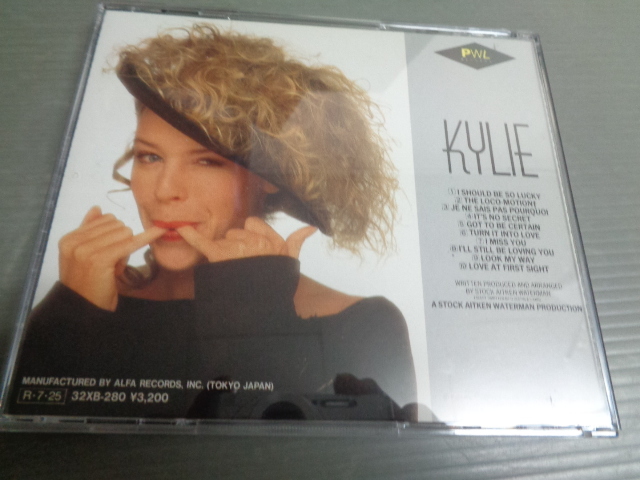 PWL
KYLIE
① I SHOULD BE SO LUCKY
② THE LOCO MOTION†
③ JE NE SAIS PAS POURQUOI
④ IT'S NO SECRET
⑤ GOT TO BE CERTAIN
⑥ TURN IT INTO LOVE
⑦ I MISS YOU
⑧ I'LL STILL BE LOVING YOU
⑨ LOOK MY WAY
⑩ LOVE AT FIRST SIGHT
WRITTEN PRODUCED AND ARRANGED
BY STOCK AITKEN WATERMAN
A STOCK AITKEN WATERMAN PRODUCTION
MANUFACTURED BY ALFA RECORDS, INC. (TOKYO JAPAN)
R·7·25 32XB-280 ¥3,200